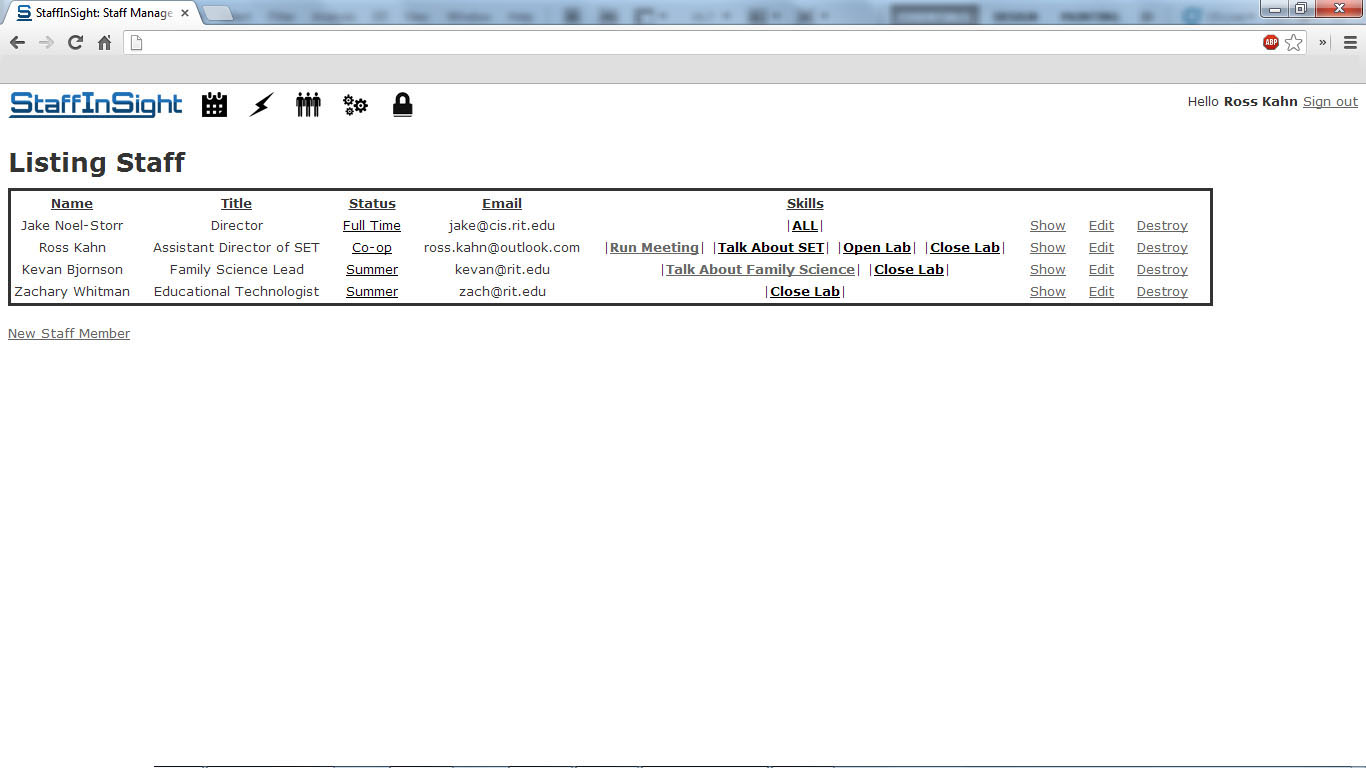 StaffInSight: Staff Manage
ABP
StaffInSight
Hello Ross Kahn Sign out
Listing Staff
Name Title Status Email Skills
Jake Noel-Storr Director Full Time jake@cis.rit.edu |ALL| Show Edit Destroy
Ross Kahn Assistant Director of SET Co-op ross.kahn@outlook.com |Run Meeting| |Talk About SET| |Open Lab| |Close Lab| Show Edit Destroy
Kevan Bjornson Family Science Lead Summer kevan@rit.edu |Talk About Family Science| |Close Lab| Show Edit Destroy
Zachary Whitman Educational Technologist Summer zach@rit.edu |Close Lab| Show Edit Destroy
New Staff Member